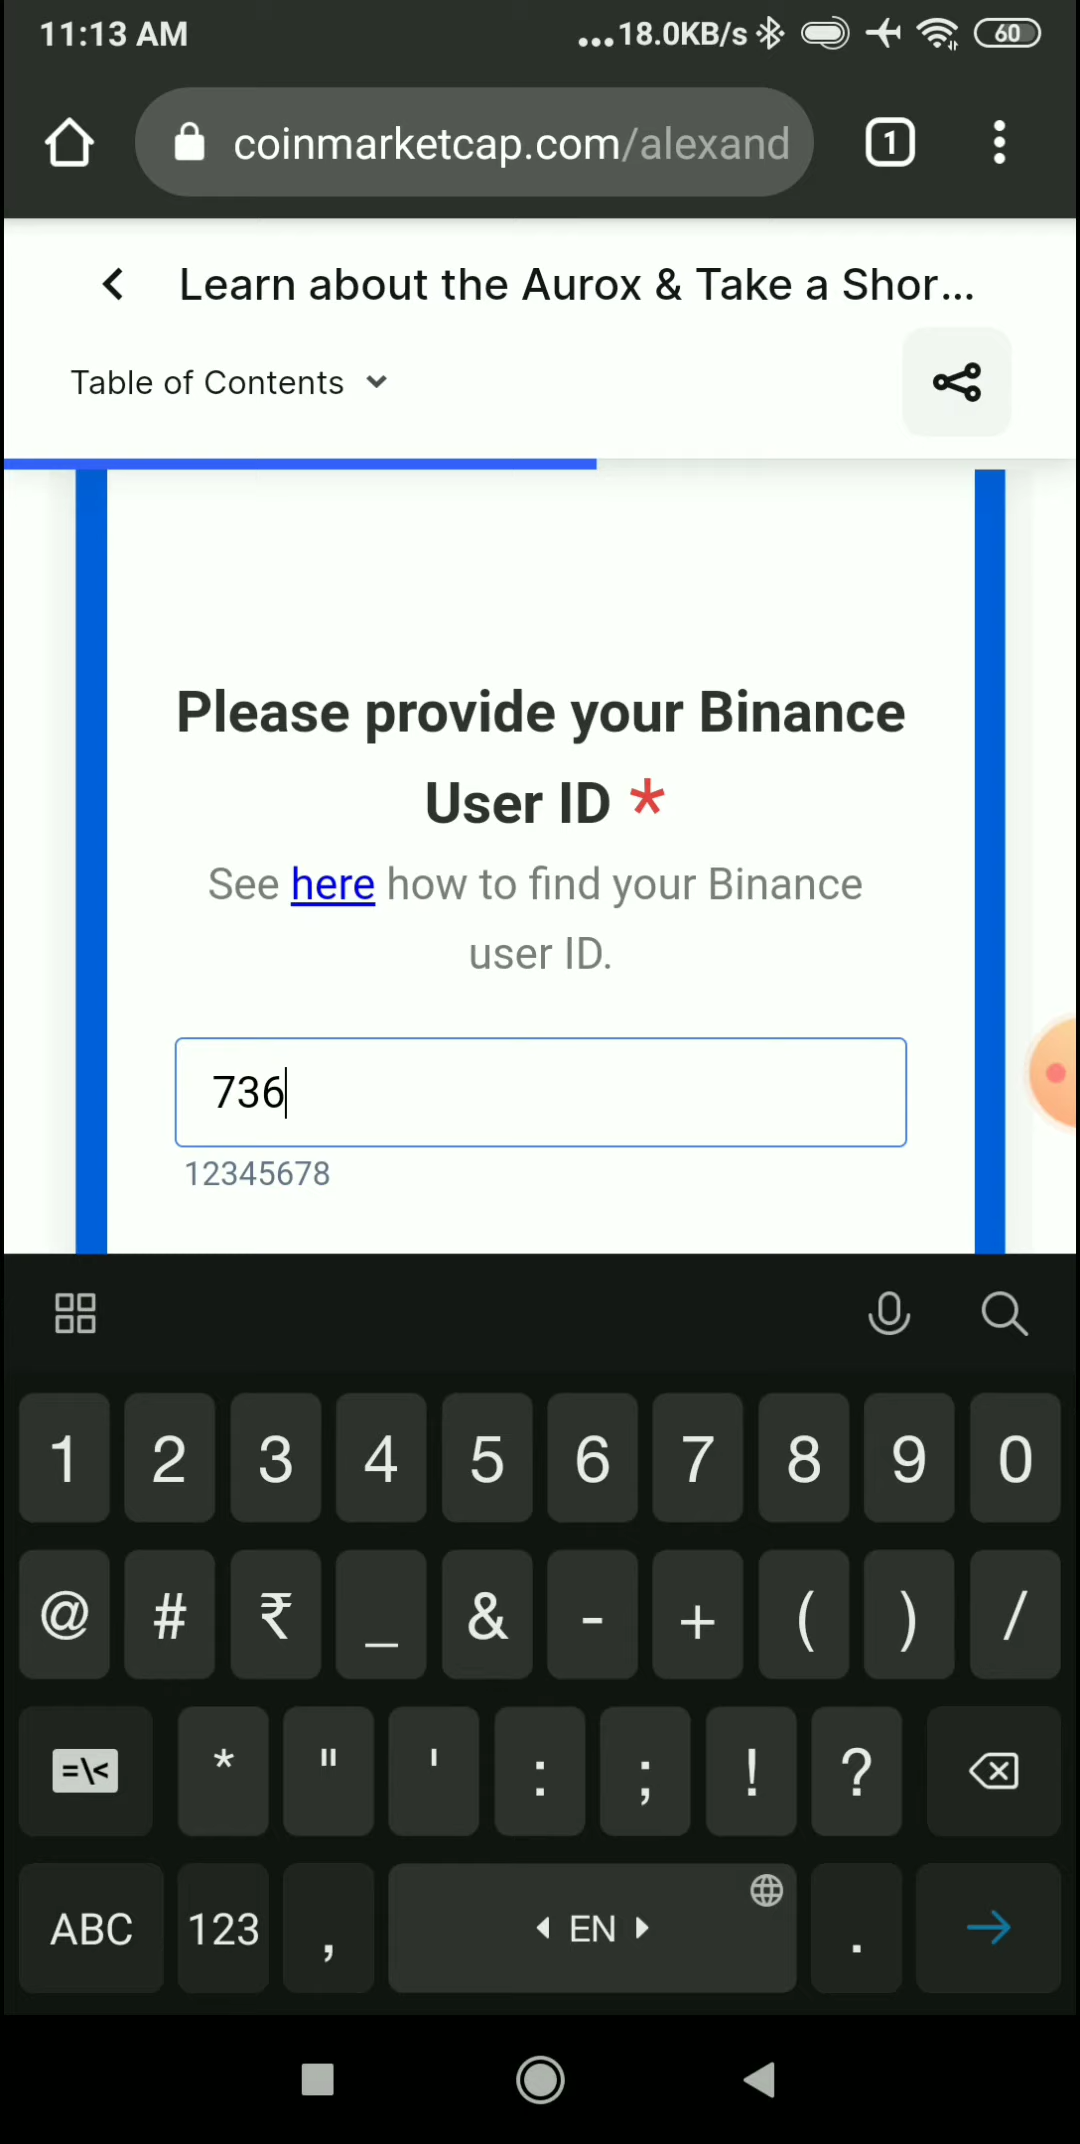 11:13 AM
...18.0KB/s 60
coinmarketcap.com/alexand
1
Learn about the Aurox & Take a Shor...
Table of Contents
Please provide your Binance
User ID *
See here how to find your Binance
user ID.
736
12345678
1 2 3 4 5 6 7 8 9 0
@ # ₹ _ & - + ( ) /
=\< * " ' : ; ! ?
ABC 123 , EN .